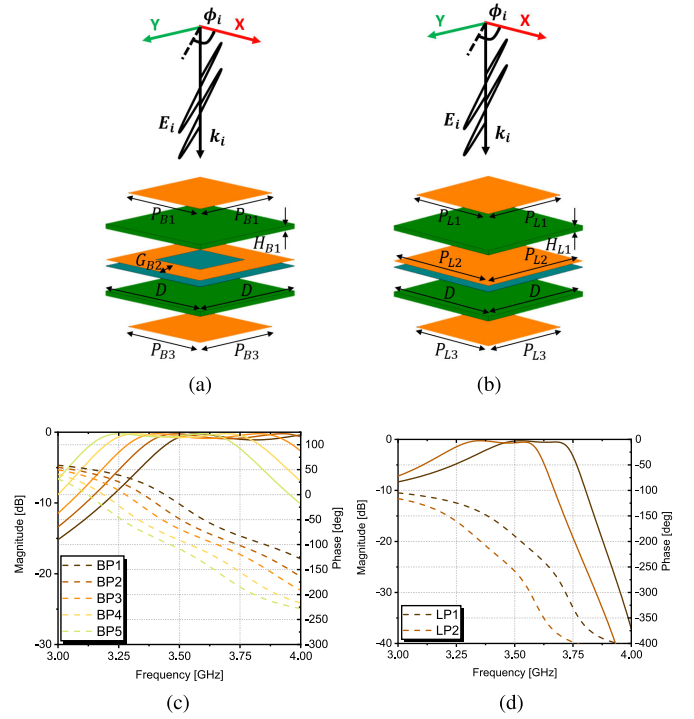 ϕi
Y X
Ei
ki
PB1 PB1
HB1
GB2
D D
PB3 PB3
(a)
ϕi
Y X
Ei
ki
PL1 PL1
HL1
PL2 PL2
D D
PL3 PL3
(b)
Magnitude [dB]
0
-10
-20
-30
BP1
BP2
BP3
BP4
BP5
100
50
0
-50
-100
-150
-200
-250
-300
Phase [deg]
3.00 3.25 3.50 3.75 4.00
Frequency [GHz]
(c)
Magnitude [dB]
0
-10
-20
-30
-40
LP1
LP2
0
-50
-100
-150
-200
-250
-300
-350
-400
Phase [deg]
3.00 3.25 3.50 3.75 4.00
Frequency [GHz]
(d)